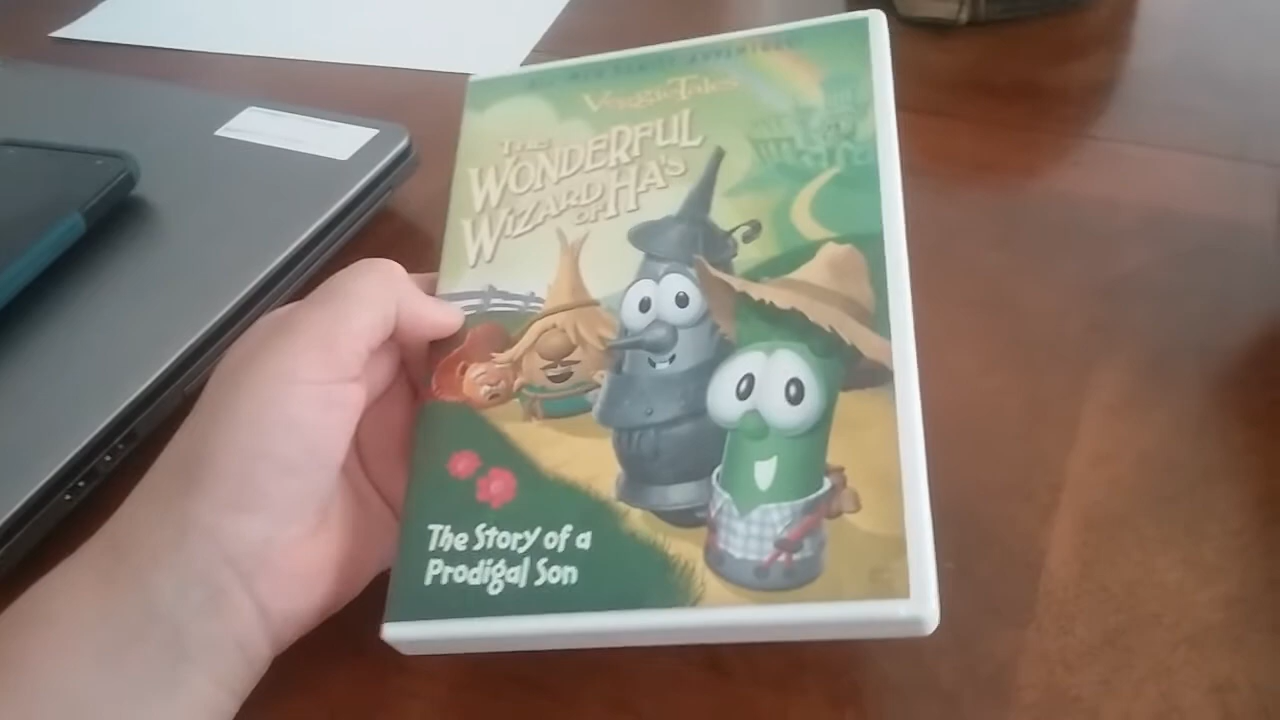 VeggieTales
The
Wonderful
Wizard
of Ha's
The Story of a
Prodigal Son